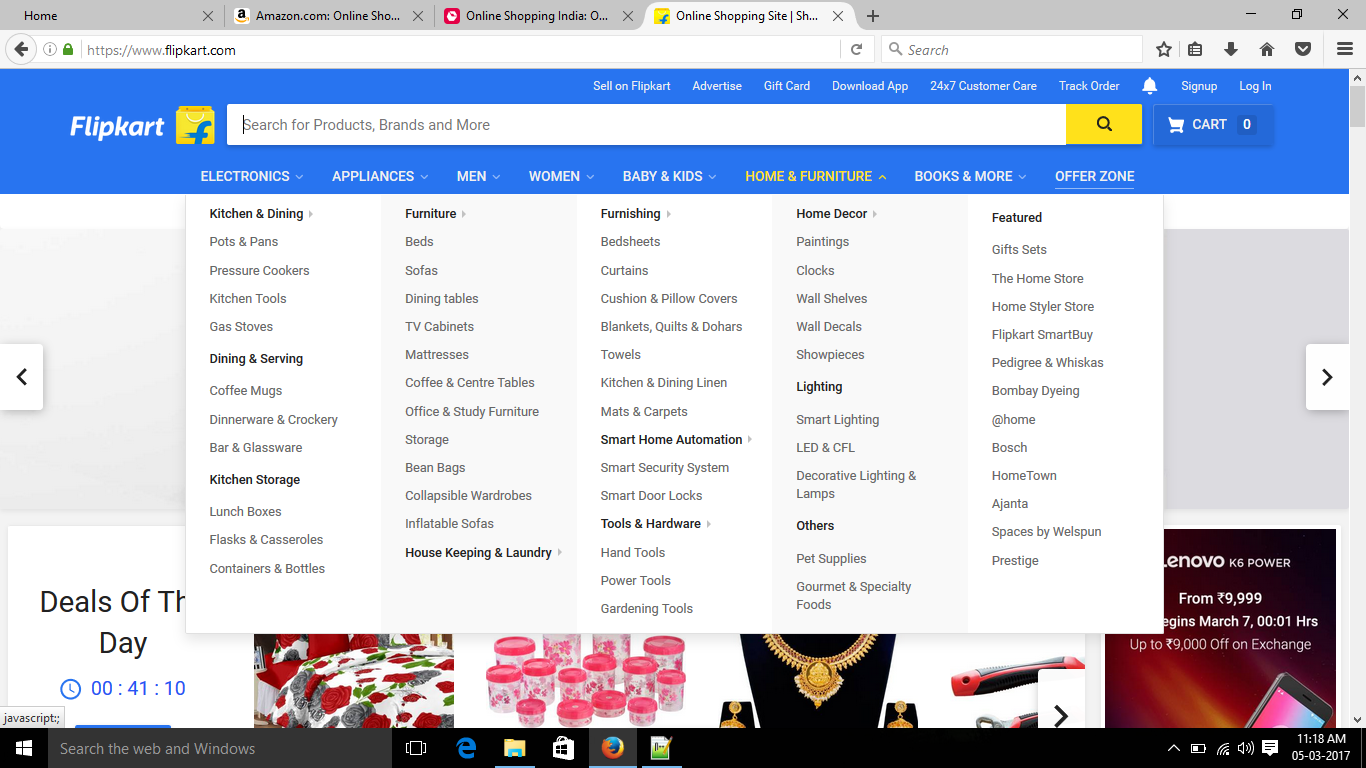 Home
Amazon.com: Online Sho...
Online Shopping India: O...
Online Shopping Site | Sh...
https://www.flipkart.com
Search
Sell on Flipkart
Advertise
Gift Card
Download App
24x7 Customer Care
Track Order
Signup
Log In
Flipkart
Search for Products, Brands and More
CART 0
ELECTRONICS
APPLIANCES
MEN
WOMEN
BABY & KIDS
HOME & FURNITURE
BOOKS & MORE
OFFER ZONE
Kitchen & Dining
Pots & Pans
Pressure Cookers
Kitchen Tools
Gas Stoves
Dining & Serving
Coffee Mugs
Dinnerware & Crockery
Bar & Glassware
Kitchen Storage
Lunch Boxes
Flasks & Casseroles
Containers & Bottles
Furniture
Beds
Sofas
Dining tables
TV Cabinets
Mattresses
Coffee & Centre Tables
Office & Study Furniture
Storage
Bean Bags
Collapsible Wardrobes
Inflatable Sofas
House Keeping & Laundry
Furnishing
Bedsheets
Curtains
Cushion & Pillow Covers
Blankets, Quilts & Dohars
Towels
Kitchen & Dining Linen
Mats & Carpets
Smart Home Automation
Smart Security System
Smart Door Locks
Tools & Hardware
Hand Tools
Power Tools
Gardening Tools
Home Decor
Paintings
Clocks
Wall Shelves
Wall Decals
Showpieces
Lighting
Smart Lighting
LED & CFL
Decorative Lighting &
Lamps
Others
Pet Supplies
Gourmet & Specialty
Foods
Featured
Gifts Sets
The Home Store
Home Styler Store
Flipkart SmartBuy
Pedigree & Whiskas
Bombay Dyeing
@home
Bosch
HomeTown
Ajanta
Spaces by Welspun
Prestige
Deals Of Th
Day
00 : 41 : 10
enovo K6 POWER
From ₹9,999
egins March 7, 00:01 Hrs
Up to ₹9,000 Off on Exchange
javascript:;
Search the web and Windows
11:18 AM
05-03-2017